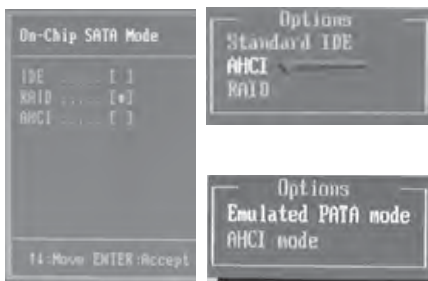 On-Chip SATA Mode
IDE ..... [ ]
RAID ..... [▪]
AHCI ..... [ ]
↑↓:Move ENTER:Accept
Options
Standard IDE
AHCI
RAID
Options
Emulated PATA mode
AHCI mode